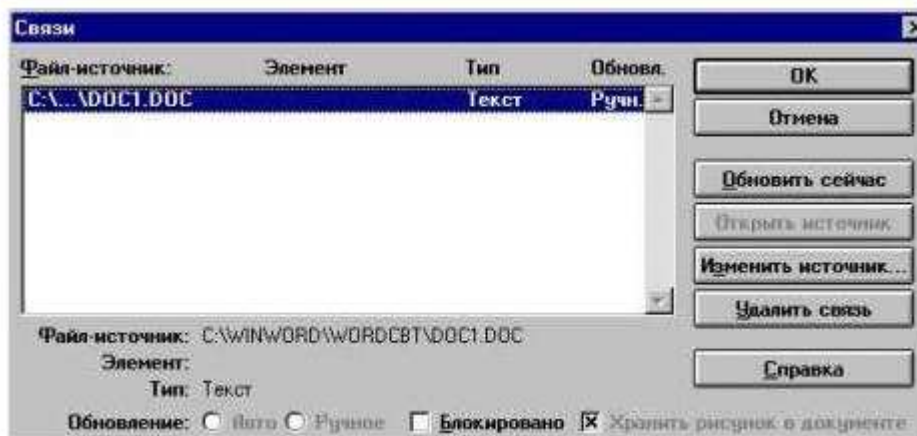 Связи
Файл-источник: Элемент Тип Обновл.
C:\...\DOC1.DOC Текст Ручн.
OK
Отмена
Обновить сейчас
Открыть источник
Изменить источник...
Удалить связь
Справка
Файл-источник: C:\WINWORD\WORDCBT\DOC1.DOC
Элемент:
Тип: Текст
Обновление: Авто Ручное Блокировано Хранить рисунок в документе